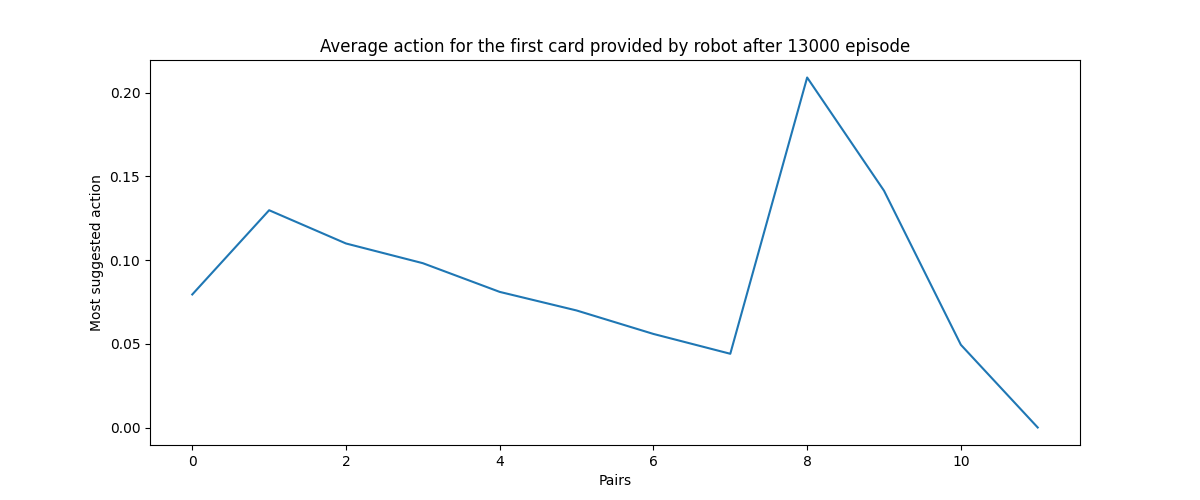 Average action for the first card provided by robot after 13000 episode
Most suggested action
0.20
0.15
0.10
0.05
0.00
0 2 4 6 8 10
Pairs